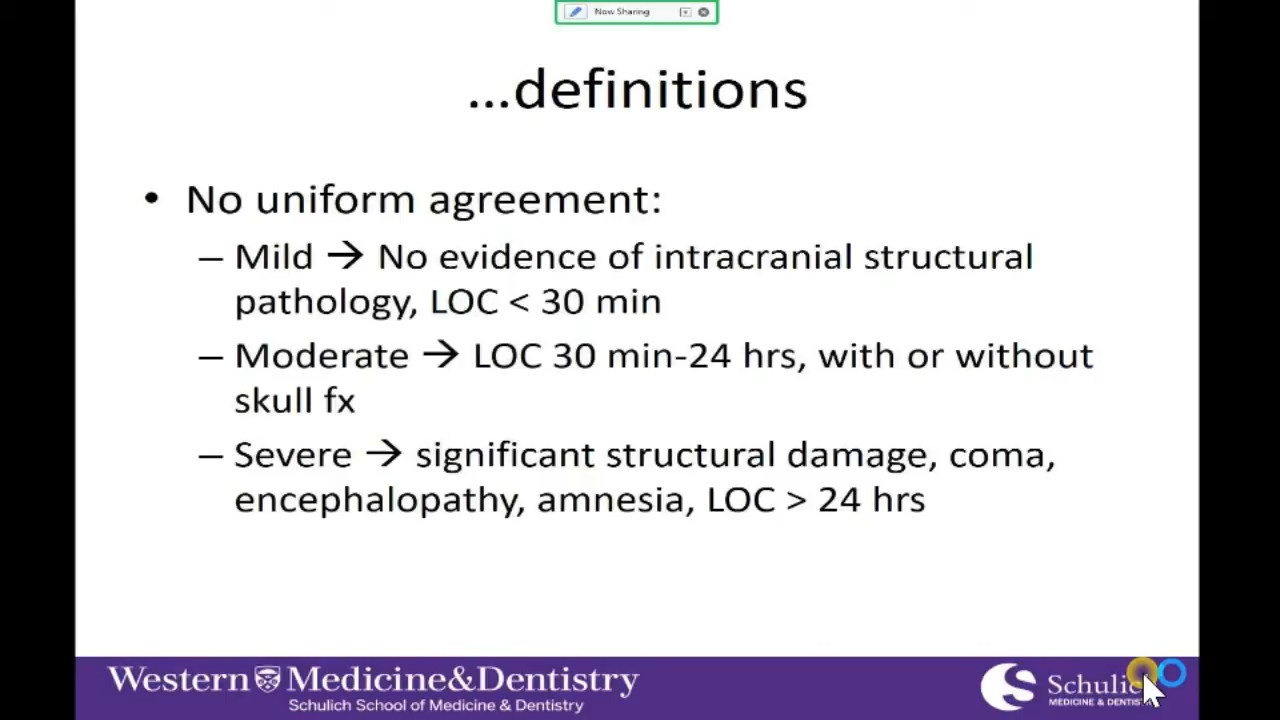 Now Sharing
...definitions
• No uniform agreement:
– Mild → No evidence of intracranial structural
pathology, LOC < 30 min
– Moderate → LOC 30 min-24 hrs, with or without
skull fx
– Severe → significant structural damage, coma,
encephalopathy, amnesia, LOC > 24 hrs
Western Medicine&Dentistry
Schulich School of Medicine & Dentistry
MEDICINE &